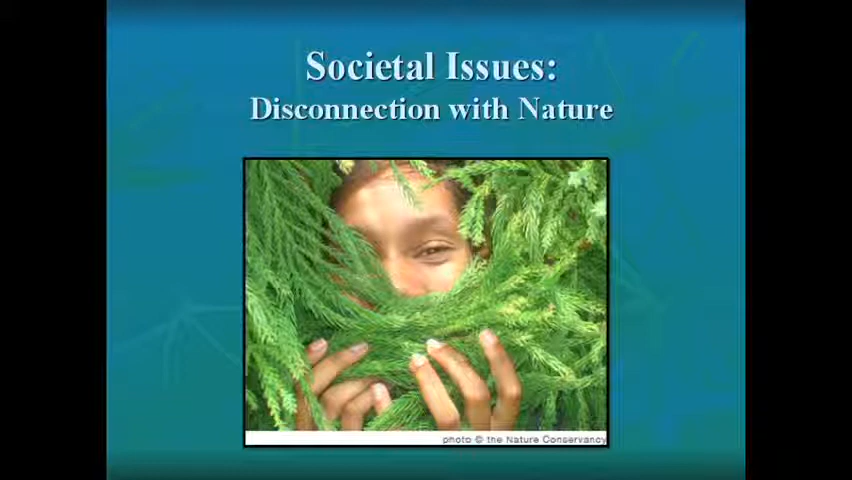 Societal Issues:
Disconnection with Nature
photo © the Nature Conservancy